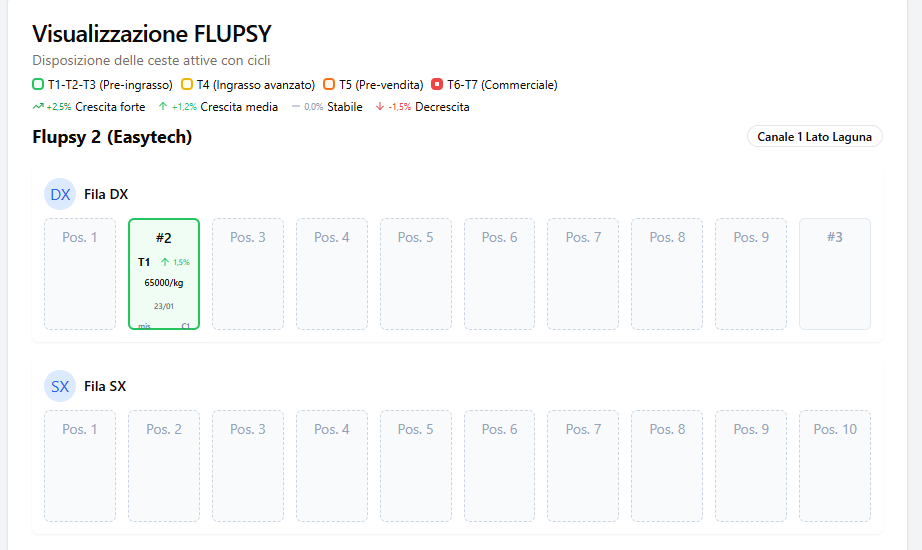 Visualizzazione FLUPSY
Disposizione delle ceste attive con cicli
T1-T2-T3 (Pre-ingrasso) T4 (Ingrasso avanzato) T5 (Pre-vendita) T6-T7 (Commerciale)
+2,5% Crescita forte +1,2% Crescita media 0,0% Stabile -1,5% Decrescita
Flupsy 2 (Easytech) Canale 1 Lato Laguna
DX Fila DX
Pos. 1 #2 Pos. 3 Pos. 4 Pos. 5 Pos. 6 Pos. 7 Pos. 8 Pos. 9 #3
T1 1,5%
65000/kg
23/01
mis C1
SX Fila SX
Pos. 1 Pos. 2 Pos. 3 Pos. 4 Pos. 5 Pos. 6 Pos. 7 Pos. 8 Pos. 9 Pos. 10